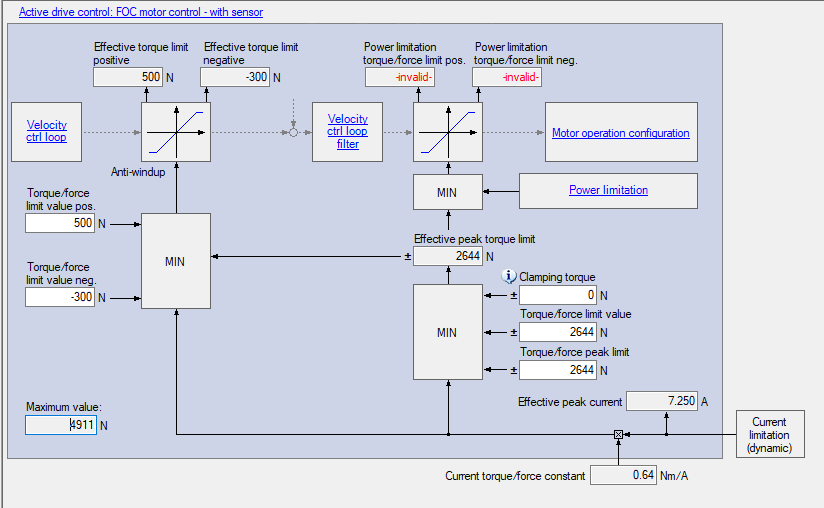 Active drive control: FOC motor control - with sensor
Effective torque limit
positive
500 N
Effective torque limit
negative
-300 N
Power limitation
torque/force limit pos.
-invalid-
Power limitation
torque/force limit neg.
-invalid-
Velocity
ctrl loop
Anti-windup
Velocity
ctrl loop
filter
Motor operation configuration
MIN
Power limitation
Torque/force
limit value pos.
500 N
MIN
Torque/force
limit value neg.
-300 N
Effective peak torque limit
± 2644 N
MIN
Clamping torque
± 0 N
Torque/force limit value
± 2644 N
Torque/force peak limit
± 2644 N
Maximum value:
4911 N
Effective peak current 7.250 A
Current
limitation
(dynamic)
Current torque/force constant 0.64 Nm/A